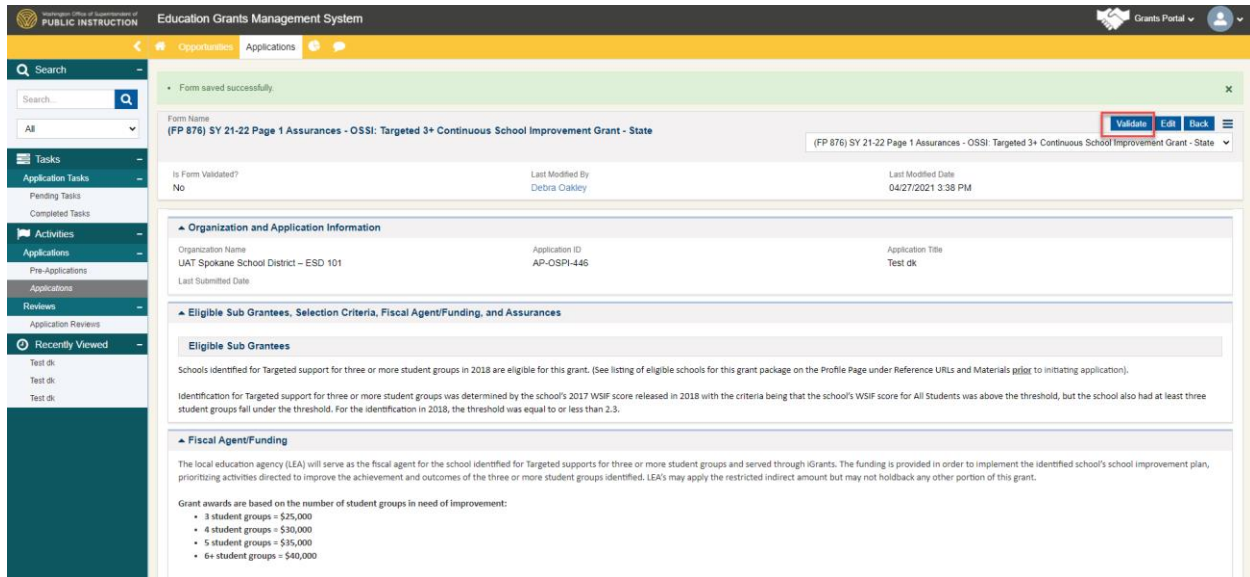 Washington Office of Superintendent of
PUBLIC INSTRUCTION
Education Grants Management System
Grants Portal
Opportunities Applications
Search
Search...
All
Tasks
Application Tasks
Pending Tasks
Completed Tasks
Activities
Applications
Pre-Applications
Applications
Reviews
Application Reviews
Recently Viewed
Test dk
Test dk
Test dk
• Form saved successfully.
×
Form Name
(FP 876) SY 21-22 Page 1 Assurances - OSSI: Targeted 3+ Continuous School Improvement Grant - State
Validate Edit Back
(FP 876) SY 21-22 Page 1 Assurances - OSSI: Targeted 3+ Continuous School Improvement Grant - State
Is Form Validated? Last Modified By Last Modified Date
No Debra Oakley 04/27/2021 3:38 PM
Organization and Application Information
Organization Name Application ID Application Title
UAT Spokane School District – ESD 101 AP-OSPI-446 Test dk
Last Submitted Date
Eligible Sub Grantees, Selection Criteria, Fiscal Agent/Funding, and Assurances
Eligible Sub Grantees
Schools identified for Targeted support for three or more student groups in 2018 are eligible for this grant. (See listing of eligible schools for this grant package on the Profile Page under Reference URLs and Materials prior to initiating application).
Identification for Targeted support for three or more student groups was determined by the school's 2017 WSIF score released in 2018 with the criteria being that the school's WSIF score for All Students was above the threshold, but the school also had at least three
student groups fall under the threshold. For the identification in 2018, the threshold was equal to or less than 2.3.
Fiscal Agent/Funding
The local education agency (LEA) will serve as the fiscal agent for the school identified for Targeted supports for three or more student groups and served through iGrants. The funding is provided in order to implement the identified school's school improvement plan,
prioritizing activities directed to improve the achievement and outcomes of the three or more student groups identified. LEA's may apply the restricted indirect amount but may not holdback any other portion of this grant.
Grant awards are based on the number of student groups in need of improvement:
• 3 student groups = $25,000
• 4 student groups = $30,000
• 5 student groups = $35,000
• 6+ student groups = $40,000